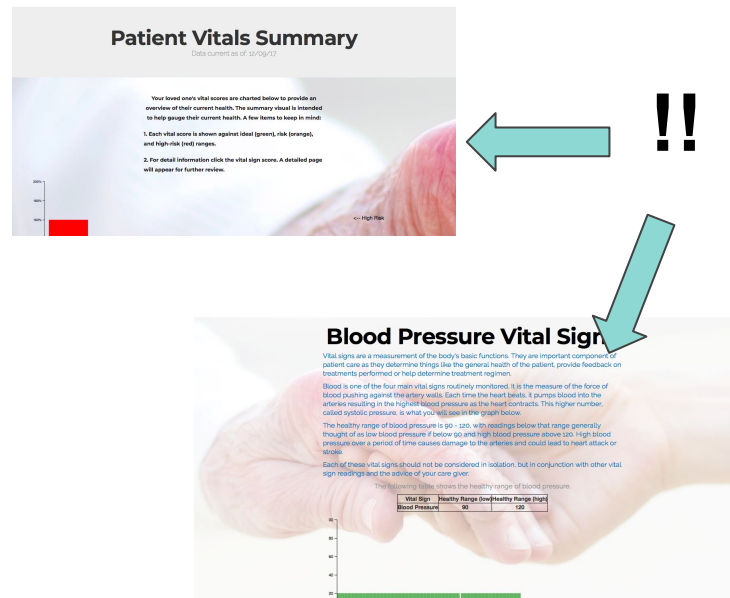 Patient Vitals Summary
Data current as of: 12/09/17
Your loved one's vital scores are charted below to provide an
overview of their current health. The summary visual is intended
to help gauge their current health. A few items to keep in mind:
1. Each vital score is shown against ideal (green), risk (orange),
and high-risk (red) ranges.
2. For detail information click the vital sign score. A detailed page
will appear for further review.
200%
<-- High Risk
!!
Blood Pressure Vital Sign
Vital signs are a measurement of the body's basic functions. They are important component of
patient care as they determine things like the general health of the patient, provide feedback on
treatments performed or help determine treatment regimen.
Blood is one of the four main vital signs routinely monitored. It is the measure of the force of
blood pushing against the artery walls. Each time the heart beats, it pumps blood into the
arteries resulting in the highest blood pressure as the heart contracts. This higher number,
called systolic pressure, is what you will see in the graph below.
The healthy range of blood pressure is 90 - 120, with readings below that range generally
thought of as low blood pressure if below 90 and high blood pressure above 120. High blood
pressure over a period of time causes damage to the arteries and could lead to heart attack or
stroke.
Each of these vital signs should not be considered in isolation, but in conjunction with other vital
sign readings and the advice of your care giver.
The following table shows the healthy range of blood pressure.
Vital Sign Healthy Range (low) Healthy Range (high)
Blood Pressure 90 120
60
40
20